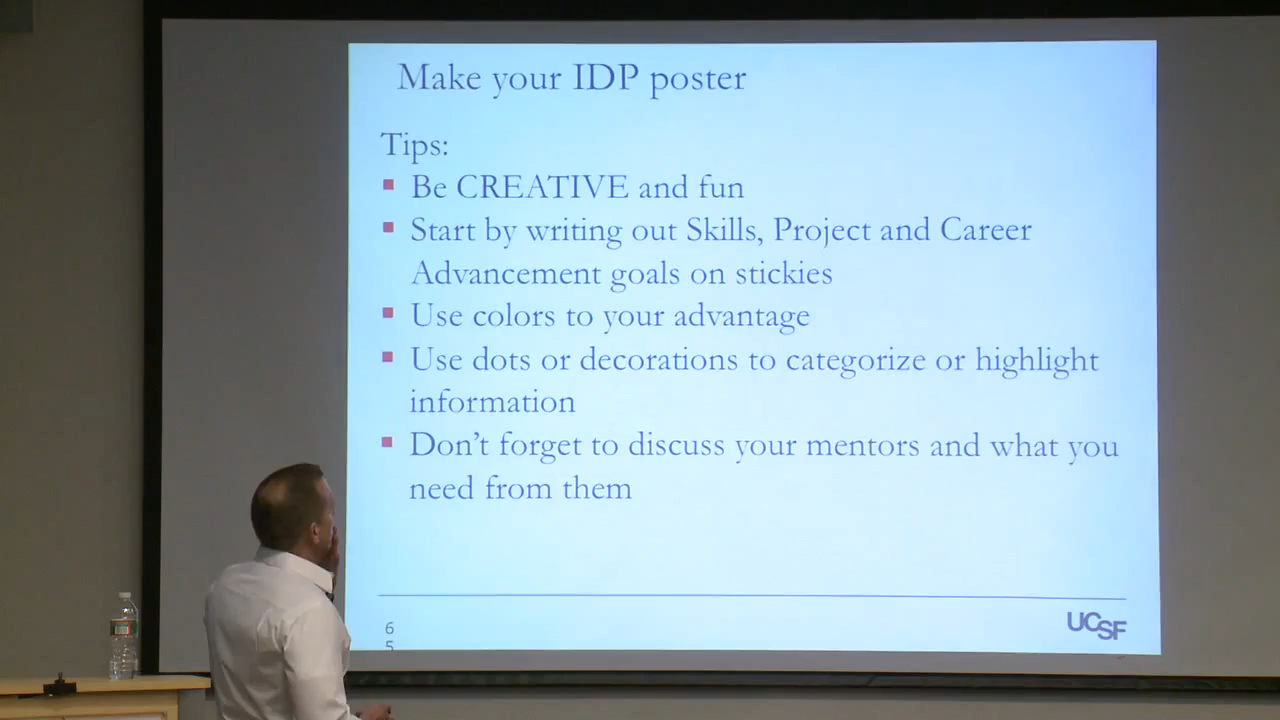 Make your IDP poster
Tips:
Be CREATIVE and fun
Start by writing out Skills, Project and Career
Advancement goals on stickies
Use colors to your advantage
Use dots or decorations to categorize or highlight
information
Don't forget to discuss your mentors and what you
need from them
6
5
UCSF